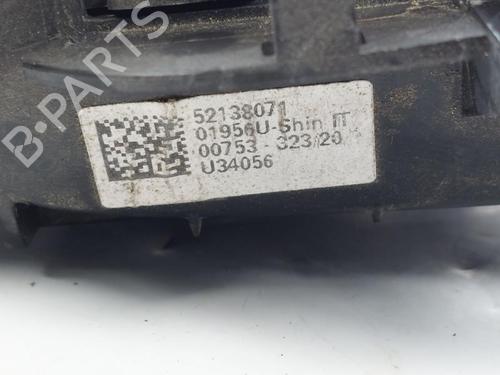 B-Parts
52138071
01956U-Shin IT
00753 - 323/20
U34056